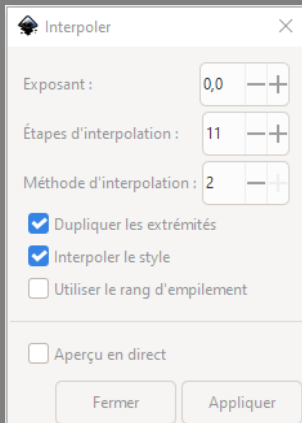 Interpoler
Exposant : 0,0
Étapes d'interpolation : 11
Méthode d'interpolation : 2
Dupliquer les extrémités
Interpoler le style
Utiliser le rang d'empilement
Aperçu en direct
Fermer Appliquer